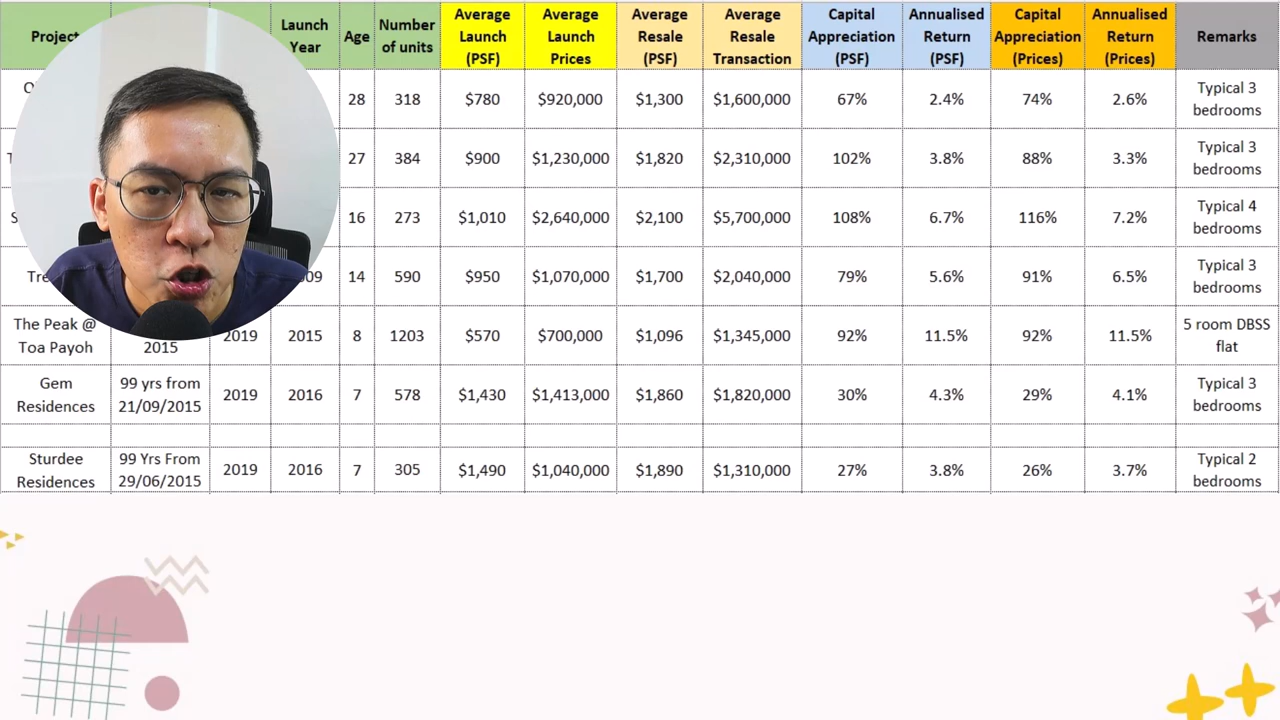 Launch Year
Age
Number of units
Average Launch (PSF)
Average Launch Prices
Average Resale (PSF)
Average Resale Transaction
Capital Appreciation (PSF)
Annualised Return (PSF)
Capital Appreciation (Prices)
Annualised Return (Prices)
Remarks
28 318 $780 $920,000 $1,300 $1,600,000 67% 2.4% 74% 2.6% Typical 3 bedrooms
27 384 $900 $1,230,000 $1,820 $2,310,000 102% 3.8% 88% 3.3% Typical 3 bedrooms
16 273 $1,010 $2,640,000 $2,100 $5,700,000 108% 6.7% 116% 7.2% Typical 4 bedrooms
14 590 $950 $1,070,000 $1,700 $2,040,000 79% 5.6% 91% 6.5% Typical 3 bedrooms
The Peak @ Toa Payoh 2015 2019 2015 8 1203 $570 $700,000 $1,096 $1,345,000 92% 11.5% 92% 11.5% 5 room DBSS flat
Gem Residences 99 yrs from 21/09/2015 2019 2016 7 578 $1,430 $1,413,000 $1,860 $1,820,000 30% 4.3% 29% 4.1% Typical 3 bedrooms
Sturdee Residences 99 Yrs From 29/06/2015 2019 2016 7 305 $1,490 $1,040,000 $1,890 $1,310,000 27% 3.8% 26% 3.7% Typical 2 bedrooms